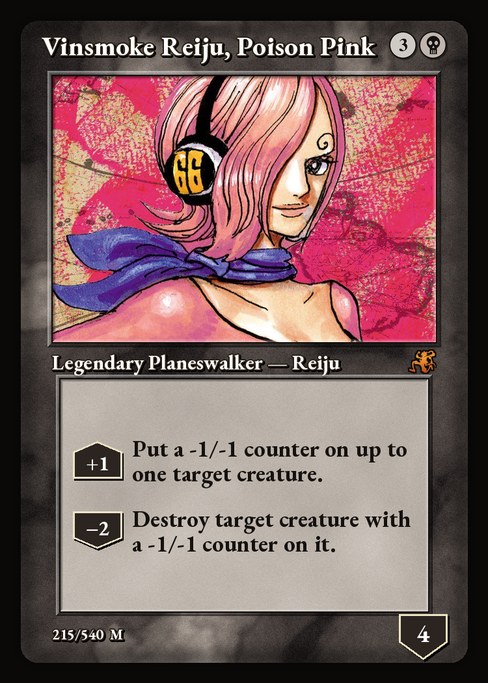 Vinsmoke Reiju, Poison Pink 3
66
Legendary Planeswalker — Reiju
+1 Put a -1/-1 counter on up to
one target creature.
−2 Destroy target creature with
a -1/-1 counter on it.
215/540 M
4